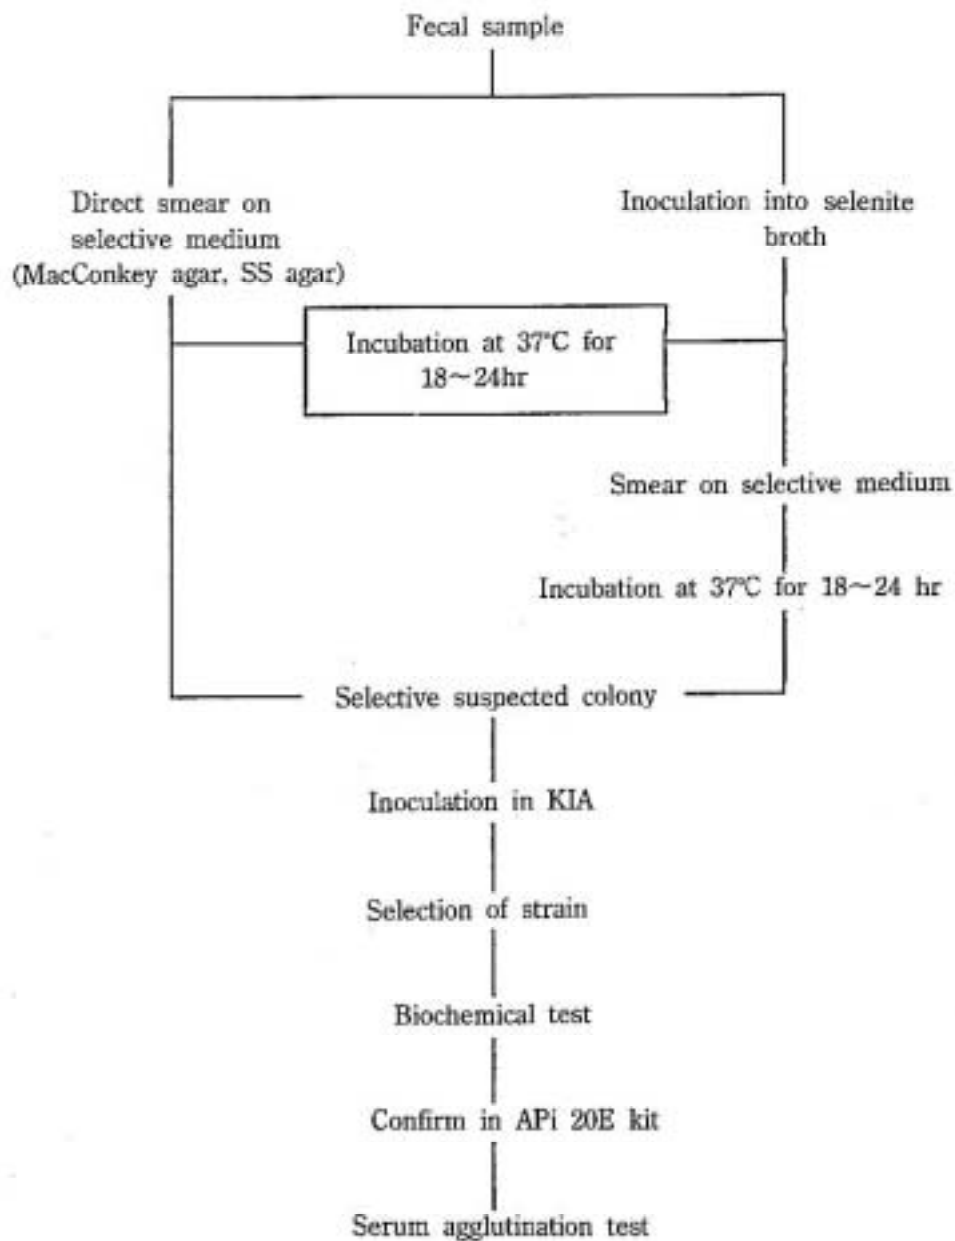 Fecal sample
Direct smear on
selective medium
(MacConkey agar, SS agar)
Inoculation into selenite
broth
Incubation at 37℃ for
18~24hr
Smear on selective medium
Incubation at 37℃ for 18~24 hr
Selective suspected colony
Inoculation in KIA
Selection of strain
Biochemical test
Confirm in APi 20E kit
Serum agglutination test